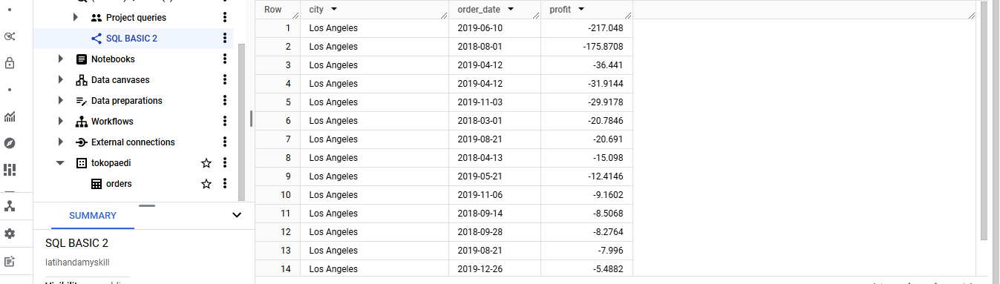 Project queries
SQL BASIC 2
Notebooks
Data canvases
Data preparations
Workflows
External connections
tokopaedi
orders
SUMMARY
SQL BASIC 2
latihandamyskill
Row city order_date profit
1 Los Angeles 2019-06-10 -217.048
2 Los Angeles 2018-08-01 -175.8708
3 Los Angeles 2019-04-12 -36.441
4 Los Angeles 2019-04-12 -31.9144
5 Los Angeles 2019-11-03 -29.9178
6 Los Angeles 2018-03-01 -20.7846
7 Los Angeles 2019-08-21 -20.691
8 Los Angeles 2018-04-13 -15.098
9 Los Angeles 2019-05-21 -12.4146
10 Los Angeles 2019-11-06 -9.1602
11 Los Angeles 2018-09-14 -8.5068
12 Los Angeles 2018-09-28 -8.2764
13 Los Angeles 2019-08-21 -7.996
14 Los Angeles 2019-12-26 -5.4882